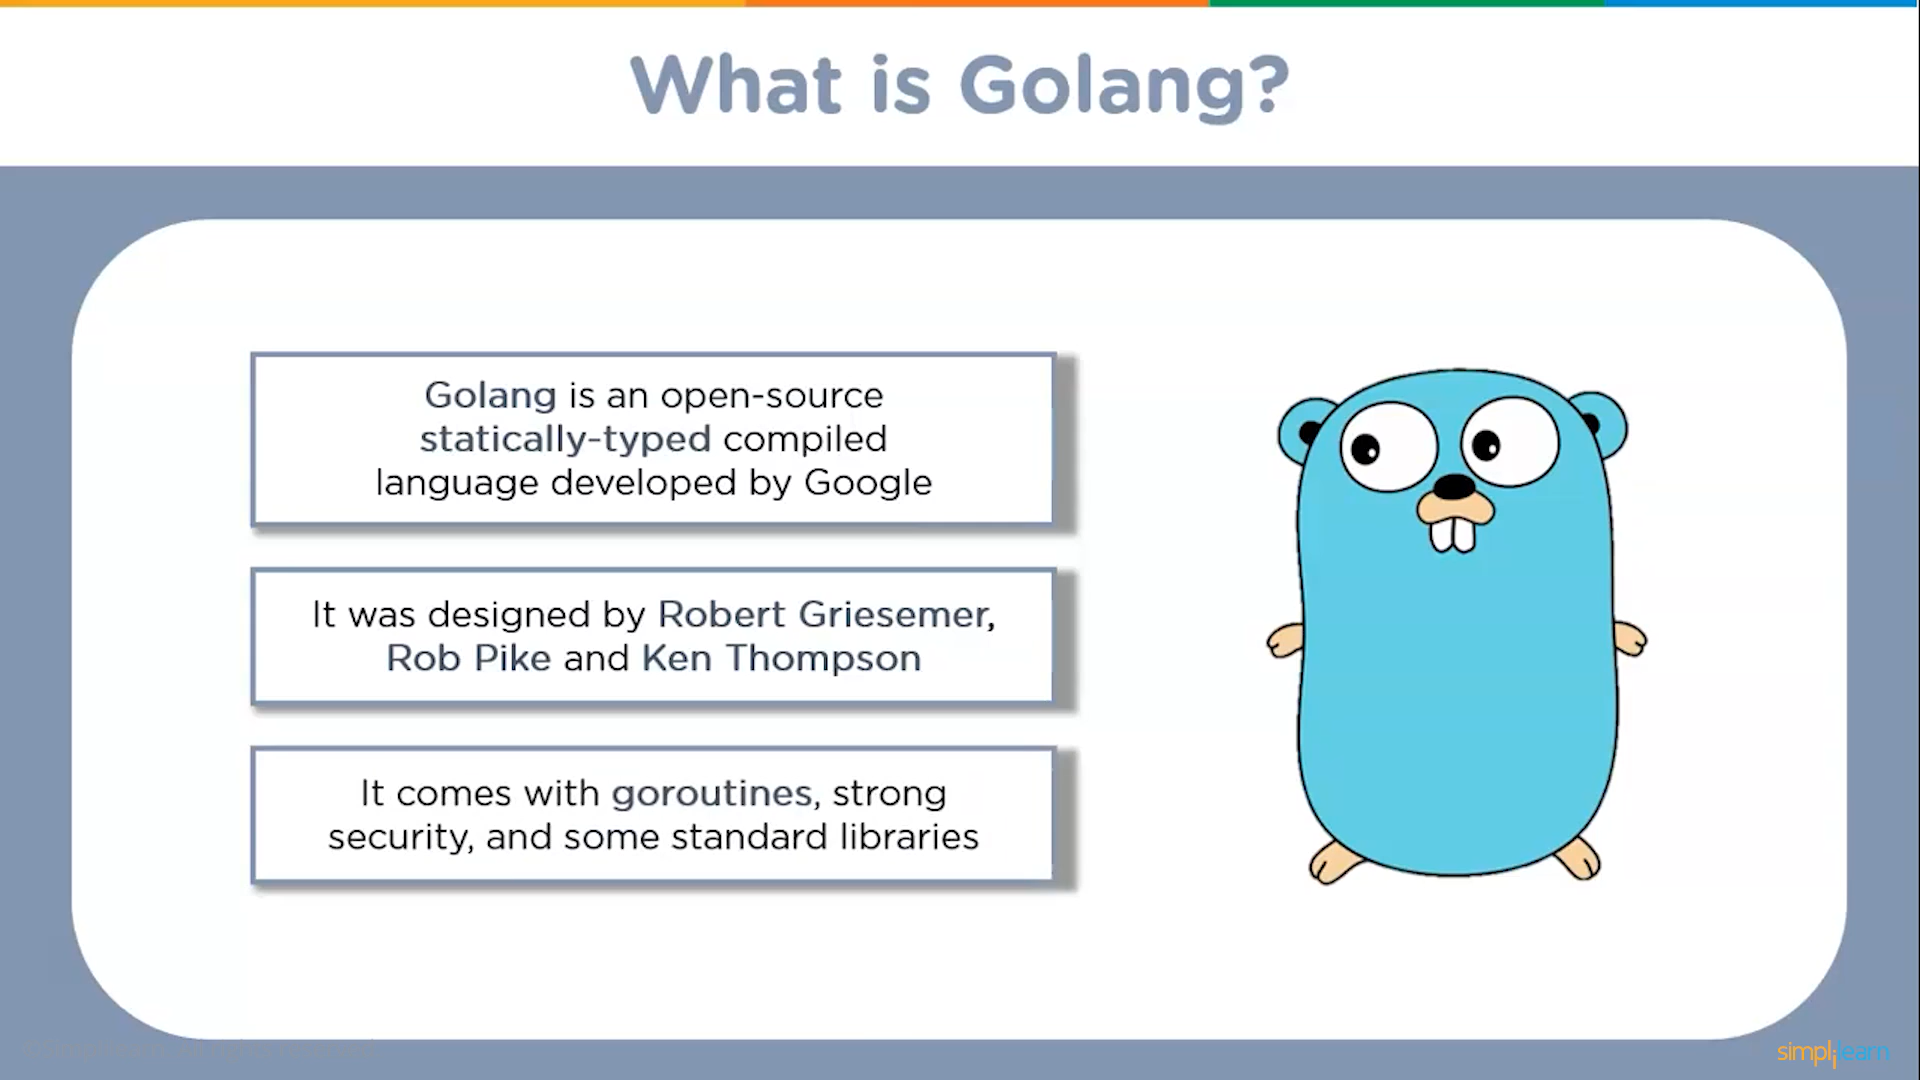 What is Golang?
Golang is an open-source
statically-typed compiled
language developed by Google
It was designed by Robert Griesemer,
Rob Pike and Ken Thompson
It comes with goroutines, strong
security, and some standard libraries
simplilearn